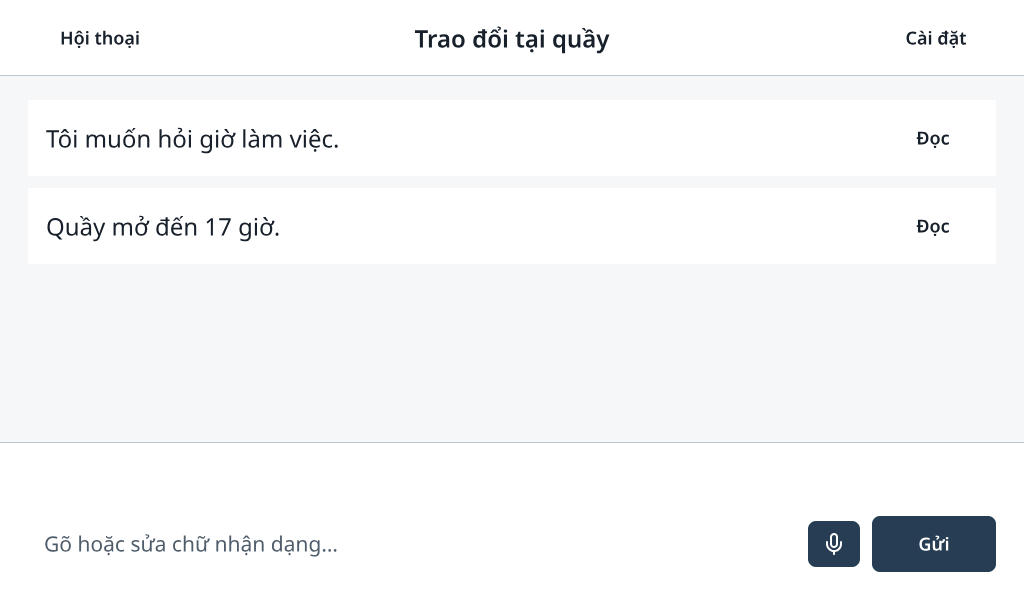 Hội thoại
Trao đổi tại quầy
Cài đặt
Tôi muốn hỏi giờ làm việc.
Đọc
Quầy mở đến 17 giờ.
Đọc
Gõ hoặc sửa chữ nhận dạng...
Gửi